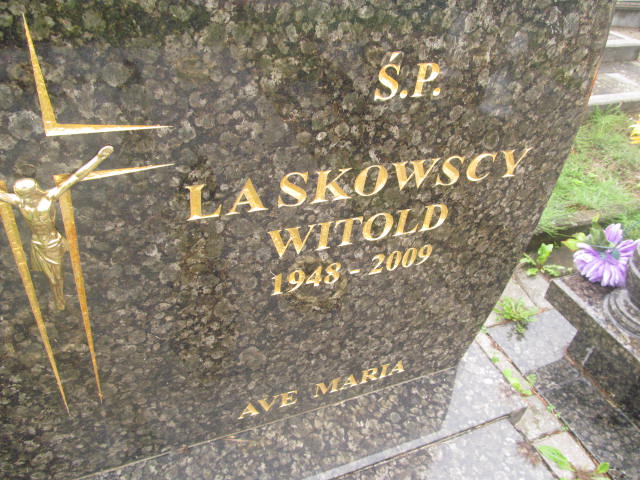 Ś.P.
LASKOWSCY
WITOLD
1948 - 2009
AVE MARIA